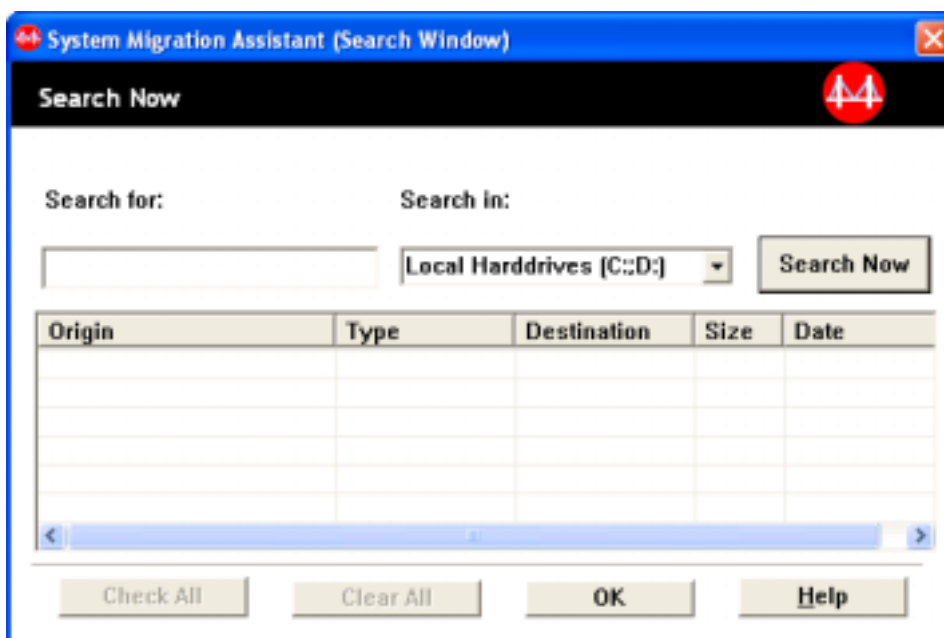 System Migration Assistant (Search Window)
Search Now
Search for:
Search in:
Local Harddrives (C:;D:)
Search Now
Origin Type Destination Size Date
Check All Clear All OK Help